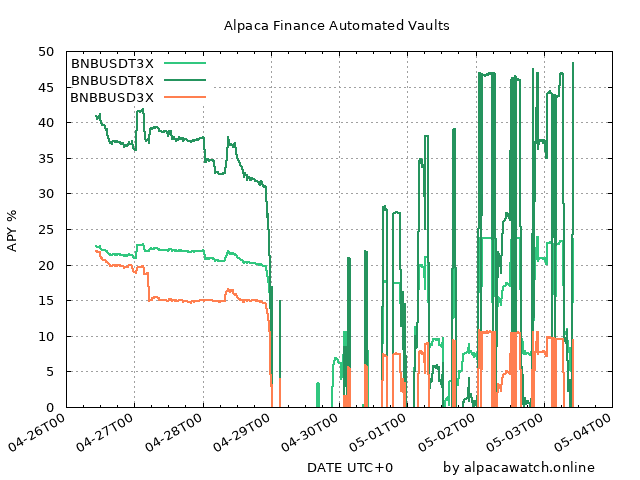 Alpaca Finance Automated Vaults
BNBUSDT3X
BNBUSDT8X
BNBBUSD3X
APY %
50
45
40
35
30
25
20
15
10
5
0
04-26T00
04-27T00
04-28T00
04-29T00
04-30T00
05-01T00
05-02T00
05-03T00
05-04T00
DATE UTC+0
by alpacawatch.online